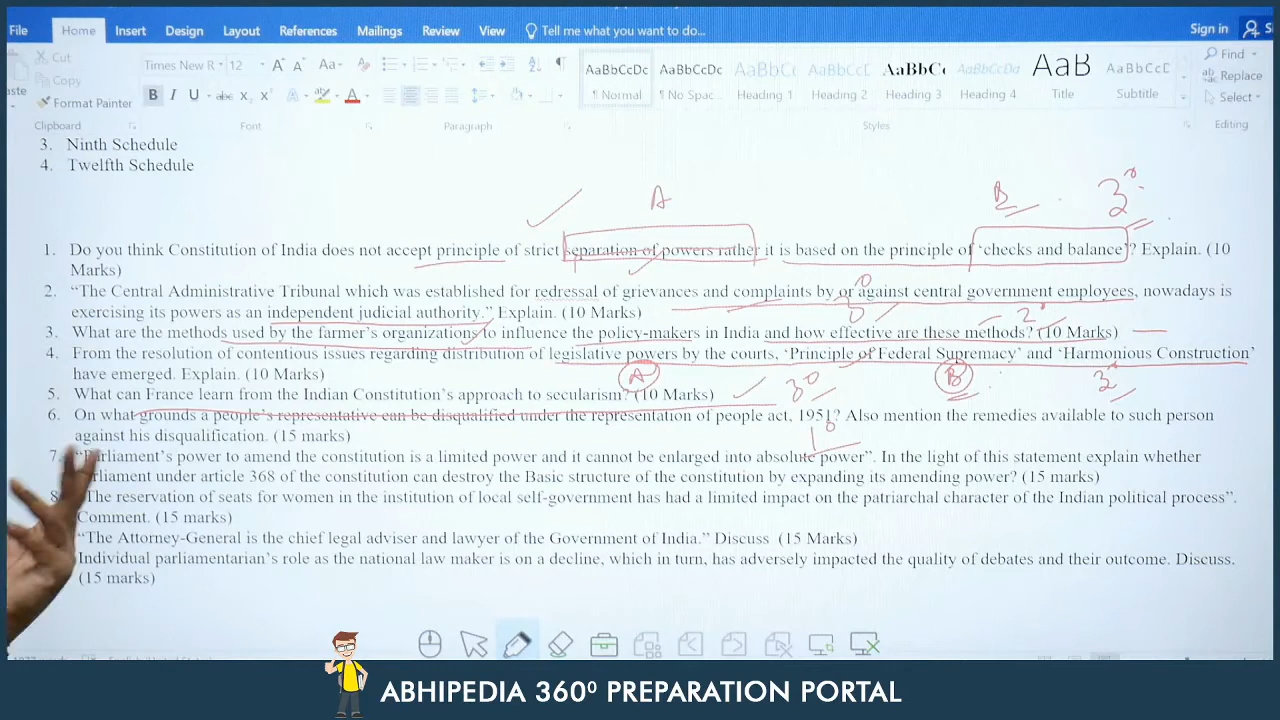 File Home Insert Design Layout References Mailings Review View Tell me what you want to do... Sign in
Cut
Copy
Format Painter
Times New R 12
AaBbCcDc AaBbCcDc AaBbCc AaBbCcD AaBbC AaBbCcDd AaB AaBbCcD
¶ Normal ¶ No Spac... Heading 1 Heading 2 Heading 3 Heading 4 Title Subtitle
Find
Replace
Select
Clipboard Font Paragraph Styles Editing
3. Ninth Schedule
4. Twelfth Schedule
A B 3
1. Do you think Constitution of India does not accept principle of strict separation of powers rather it is based on the principle of ‘checks and balance’? Explain. (10
Marks)
2. “The Central Administrative Tribunal which was established for redressal of grievances and complaints by or against central government employees, nowadays is
exercising its powers as an independent judicial authority.” Explain. (10 Marks)
3. What are the methods used by the farmer’s organizations to influence the policy-makers in India and how effective are these methods? (10 Marks)
4. From the resolution of contentious issues regarding distribution of legislative powers by the courts, ‘Principle of Federal Supremacy’ and ‘Harmonious Construction’
have emerged. Explain. (10 Marks)
A B
5. What can France learn from the Indian Constitution’s approach to secularism? (10 Marks)
6. On what grounds a people’s representative can be disqualified under the representation of people act, 1951? Also mention the remedies available to such person
against his disqualification. (15 marks)
7. “Parliament’s power to amend the constitution is a limited power and it cannot be enlarged into absolute power”. In the light of this statement explain whether
Parliament under article 368 of the constitution can destroy the Basic structure of the constitution by expanding its amending power? (15 marks)
8. “The reservation of seats for women in the institution of local self-government has had a limited impact on the patriarchal character of the Indian political process”.
Comment. (15 marks)
“The Attorney-General is the chief legal adviser and lawyer of the Government of India.” Discuss (15 Marks)
Individual parliamentarian’s role as the national law maker is on a decline, which in turn, has adversely impacted the quality of debates and their outcome. Discuss.
(15 marks)
ABHIPEDIA 360⁰ PREPARATION PORTAL